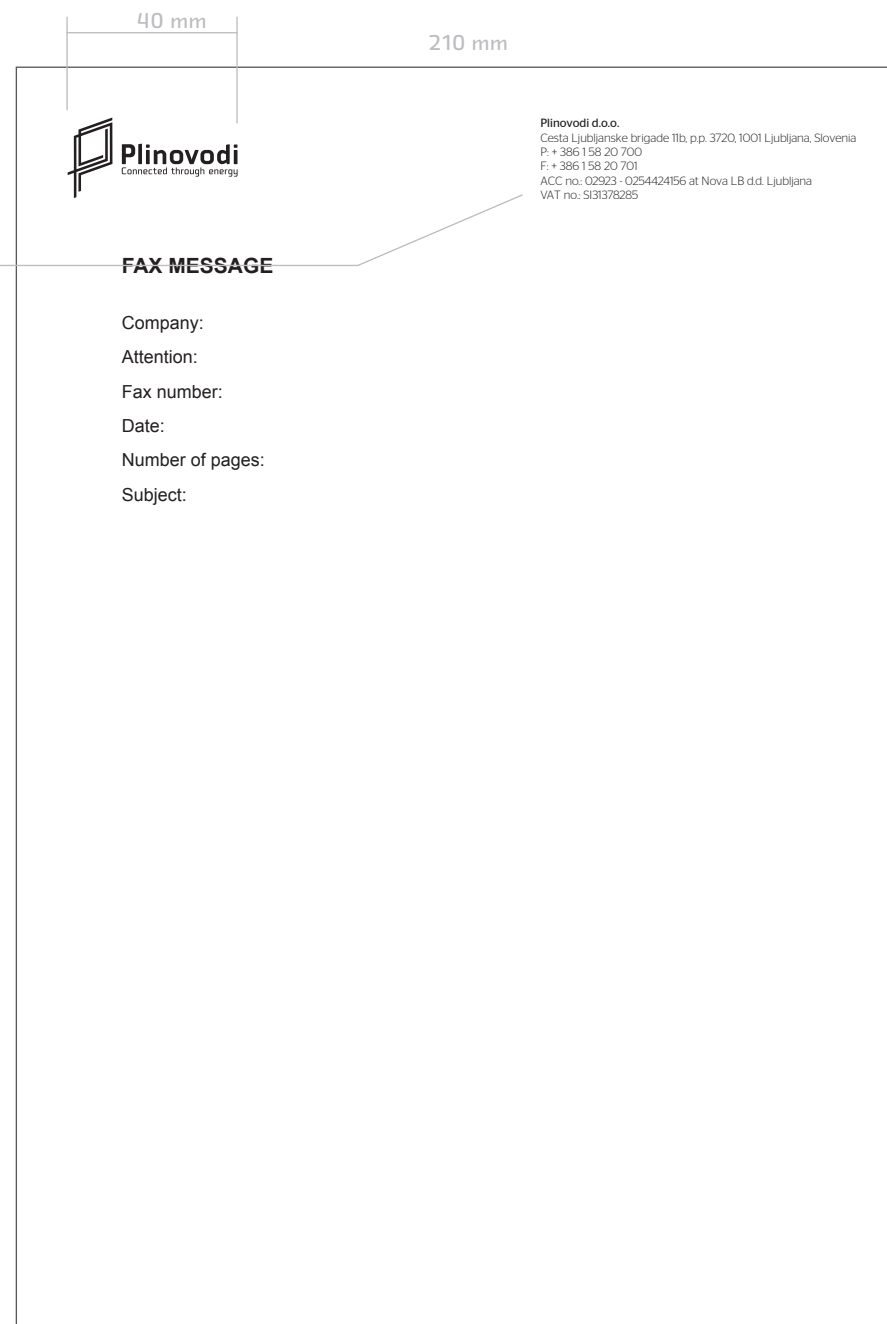 40 mm
210 mm
Plinovodi
Connected through energy
Plinovodi d.o.o.
Cesta Ljubljanske brigade 11b, p.p. 3720, 1001 Ljubljana, Slovenia
P: + 386 1 58 20 700
F: + 386 1 58 20 701
ACC no.: 02923 - 0254424156 at Nova LB d.d. Ljubljana
VAT no.: SI31378285
FAX MESSAGE
Company:
Attention:
Fax number:
Date:
Number of pages:
Subject: